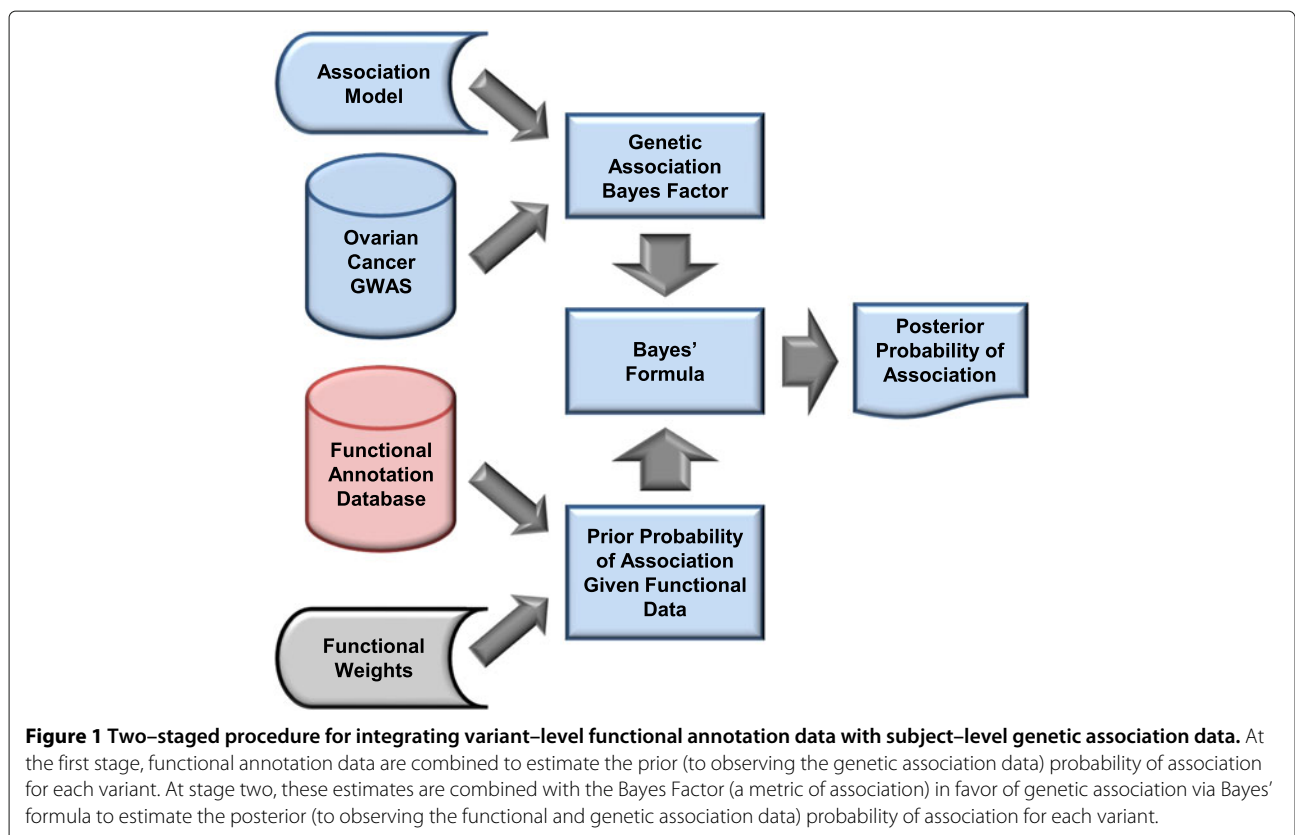 Association
Model
Genetic
Association
Bayes Factor
Ovarian
Cancer
GWAS
Bayes’
Formula
Posterior
Probability of
Association
Functional
Annotation
Database
Prior Probability
of Association
Given Functional
Data
Functional
Weights
Figure 1 Two–staged procedure for integrating variant–level functional annotation data with subject–level genetic association data. At
the first stage, functional annotation data are combined to estimate the prior (to observing the genetic association data) probability of association
for each variant. At stage two, these estimates are combined with the Bayes Factor (a metric of association) in favor of genetic association via Bayes’
formula to estimate the posterior (to observing the functional and genetic association data) probability of association for each variant.